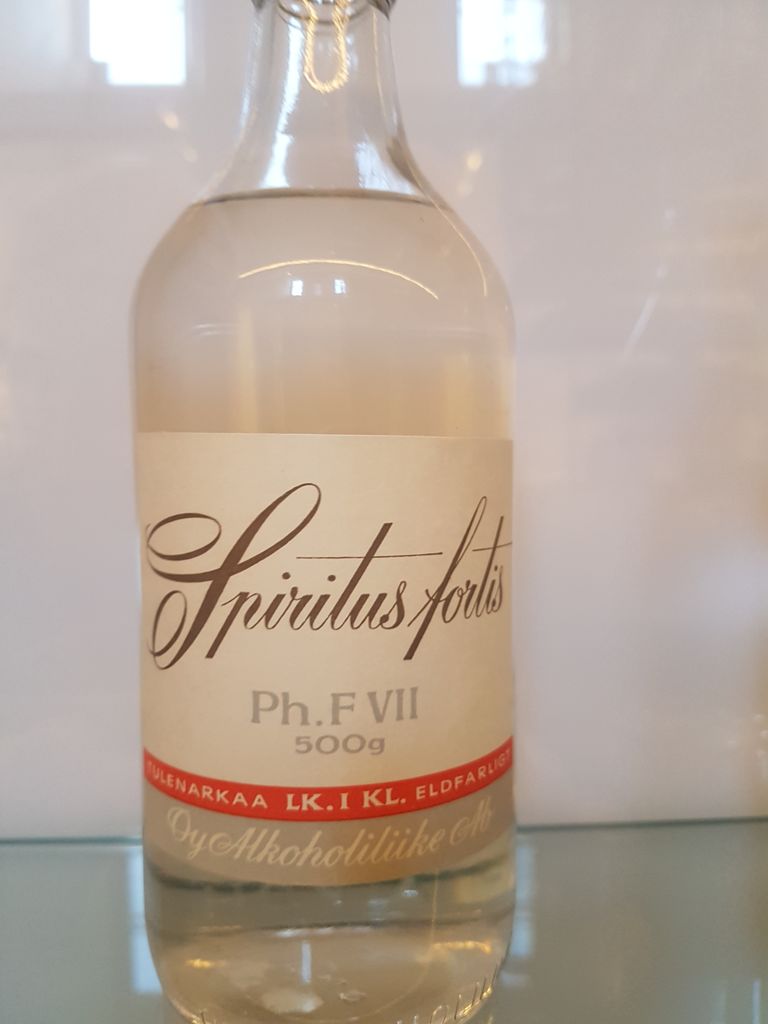 Spiritus fortis
Ph.F VII
500g
TULENARKAA LK. I KL. ELDFARLIGT
Oy Alkoholiliike Ab